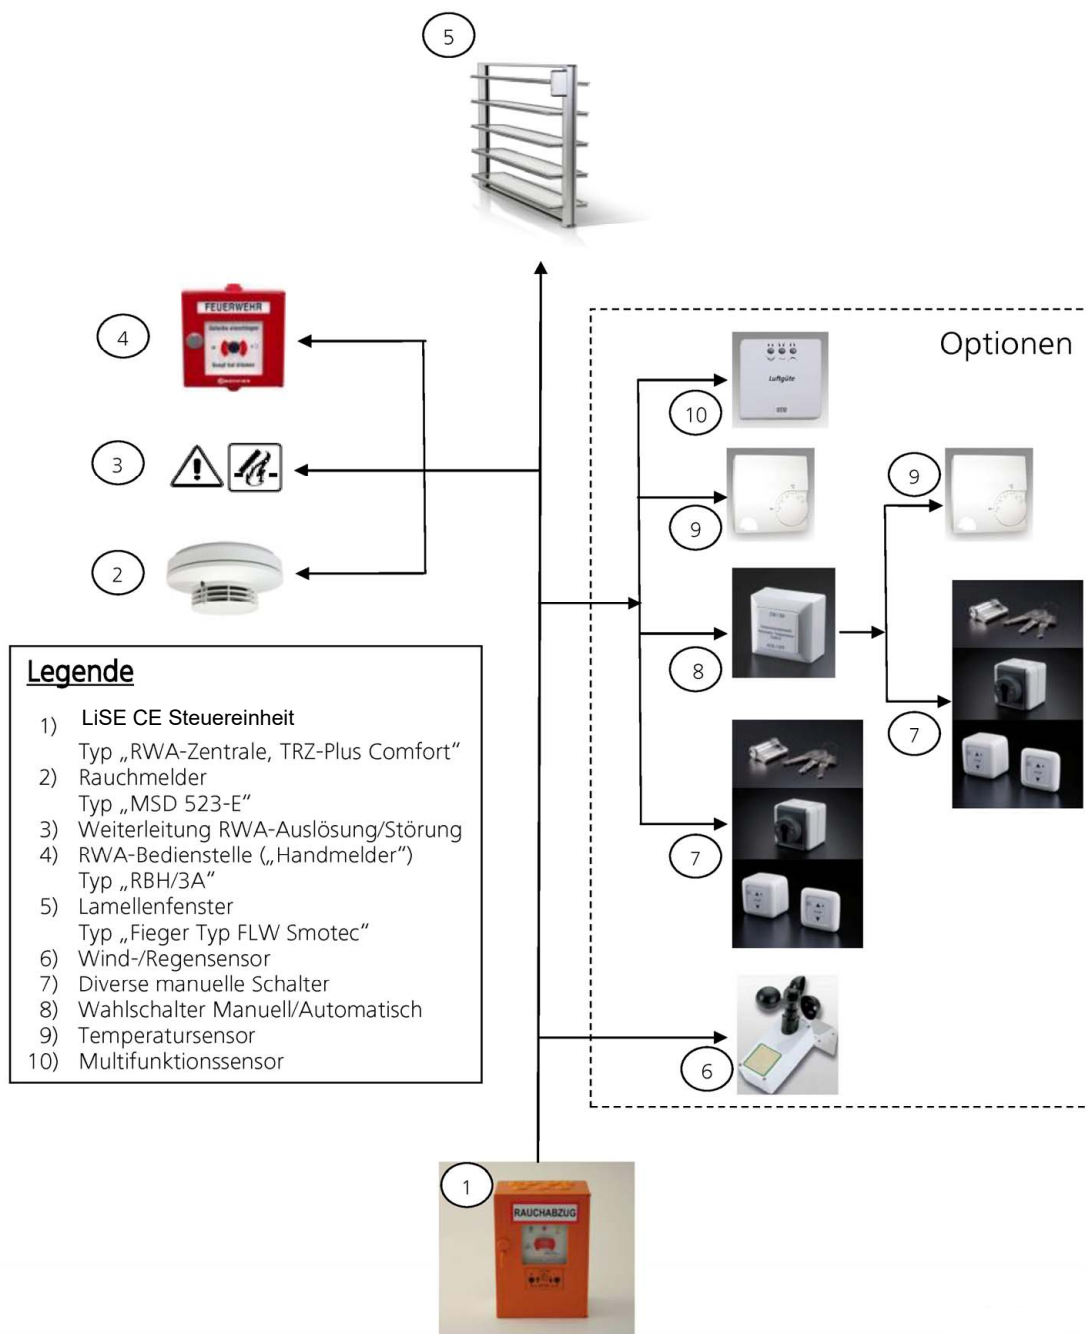 5
4
FEUERWEHR
Optionen
10
Luftgüte
3
9
9
2
8
7
7
Legende
1) LiSE CE Steuereinheit
Typ „RWA-Zentrale, TRZ-Plus Comfort“
2) Rauchmelder
Typ „MSD 523-E“
3) Weiterleitung RWA-Auslösung/Störung
4) RWA-Bedienstelle („Handmelder“)
Typ „RBH/3A“
5) Lamellenfenster
Typ „Fieger Typ FLW Smotec“
6) Wind-/Regensensor
7) Diverse manuelle Schalter
8) Wahlschalter Manuell/Automatisch
9) Temperatursensor
10) Multifunktionssensor
6
1
RAUCHABZUG